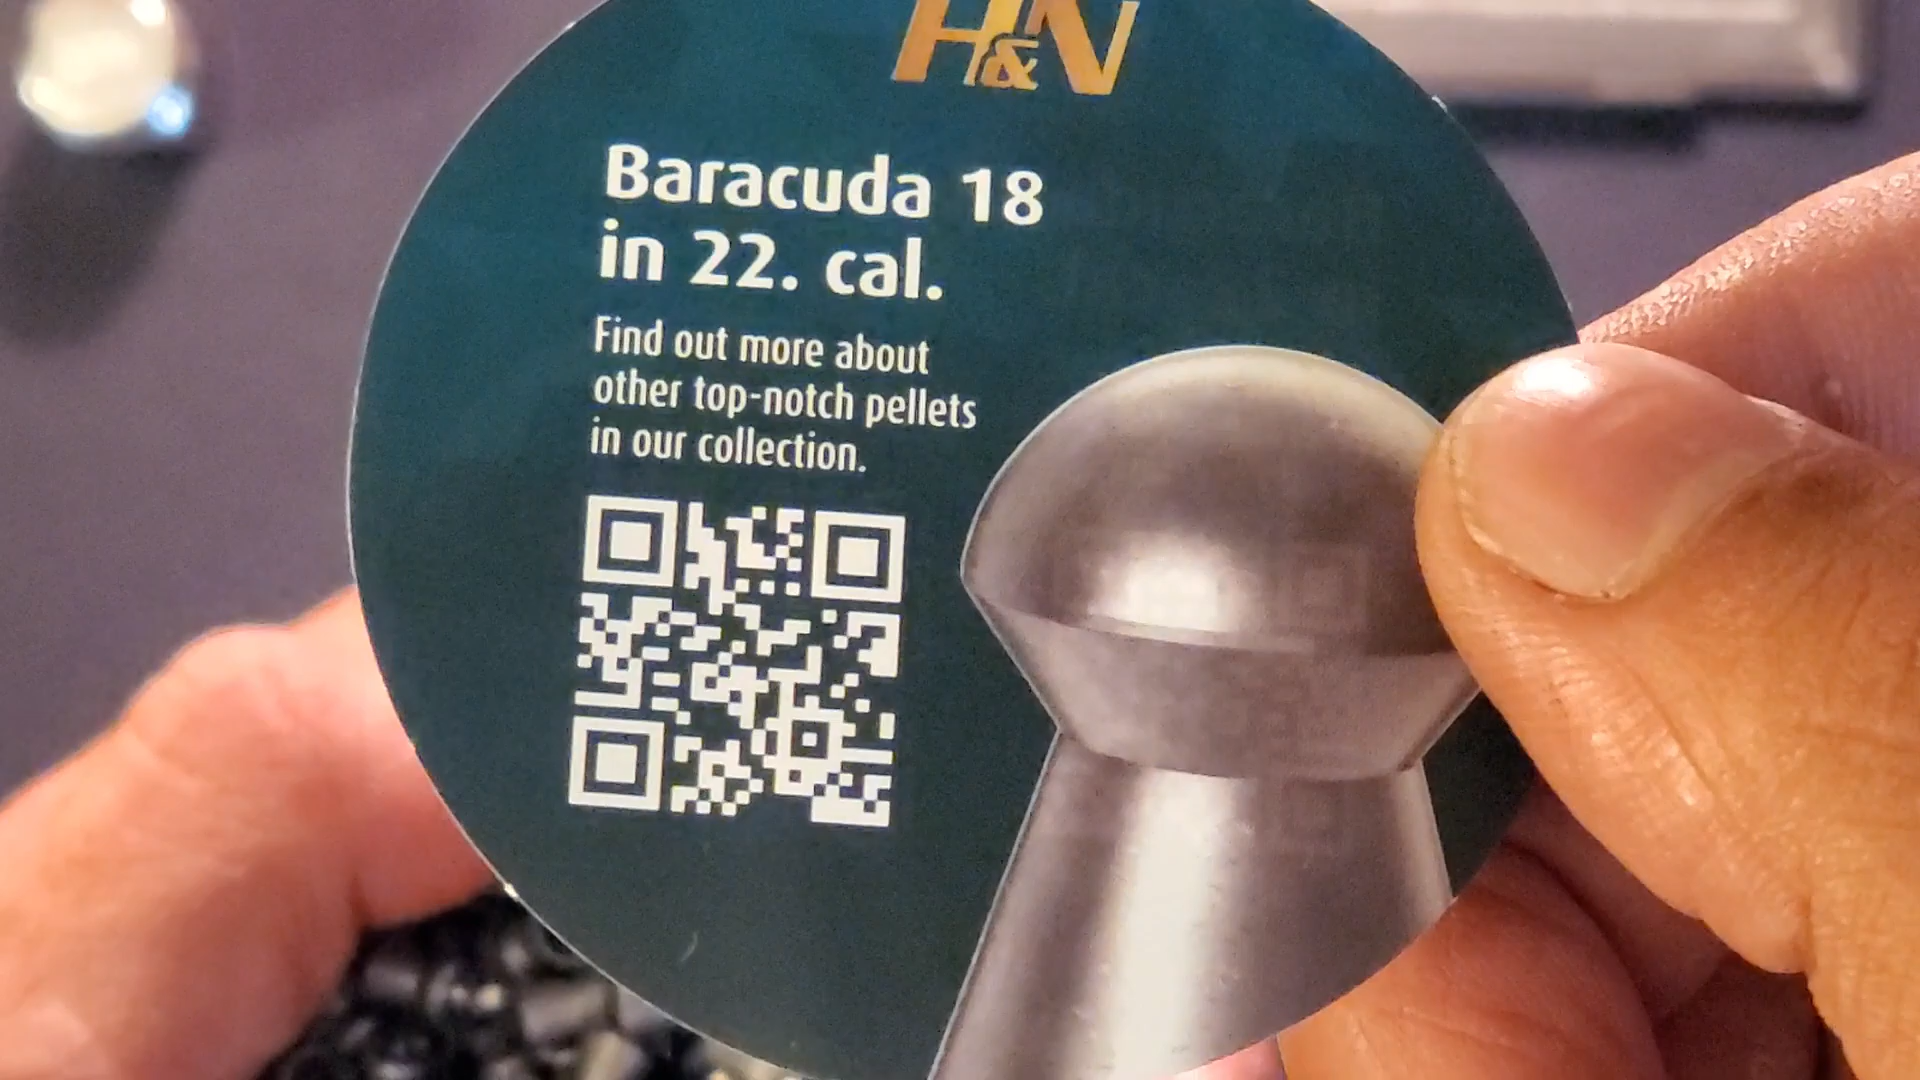 H&N
Baracuda 18
in 22. cal.
Find out more about
other top-notch pellets
in our collection.